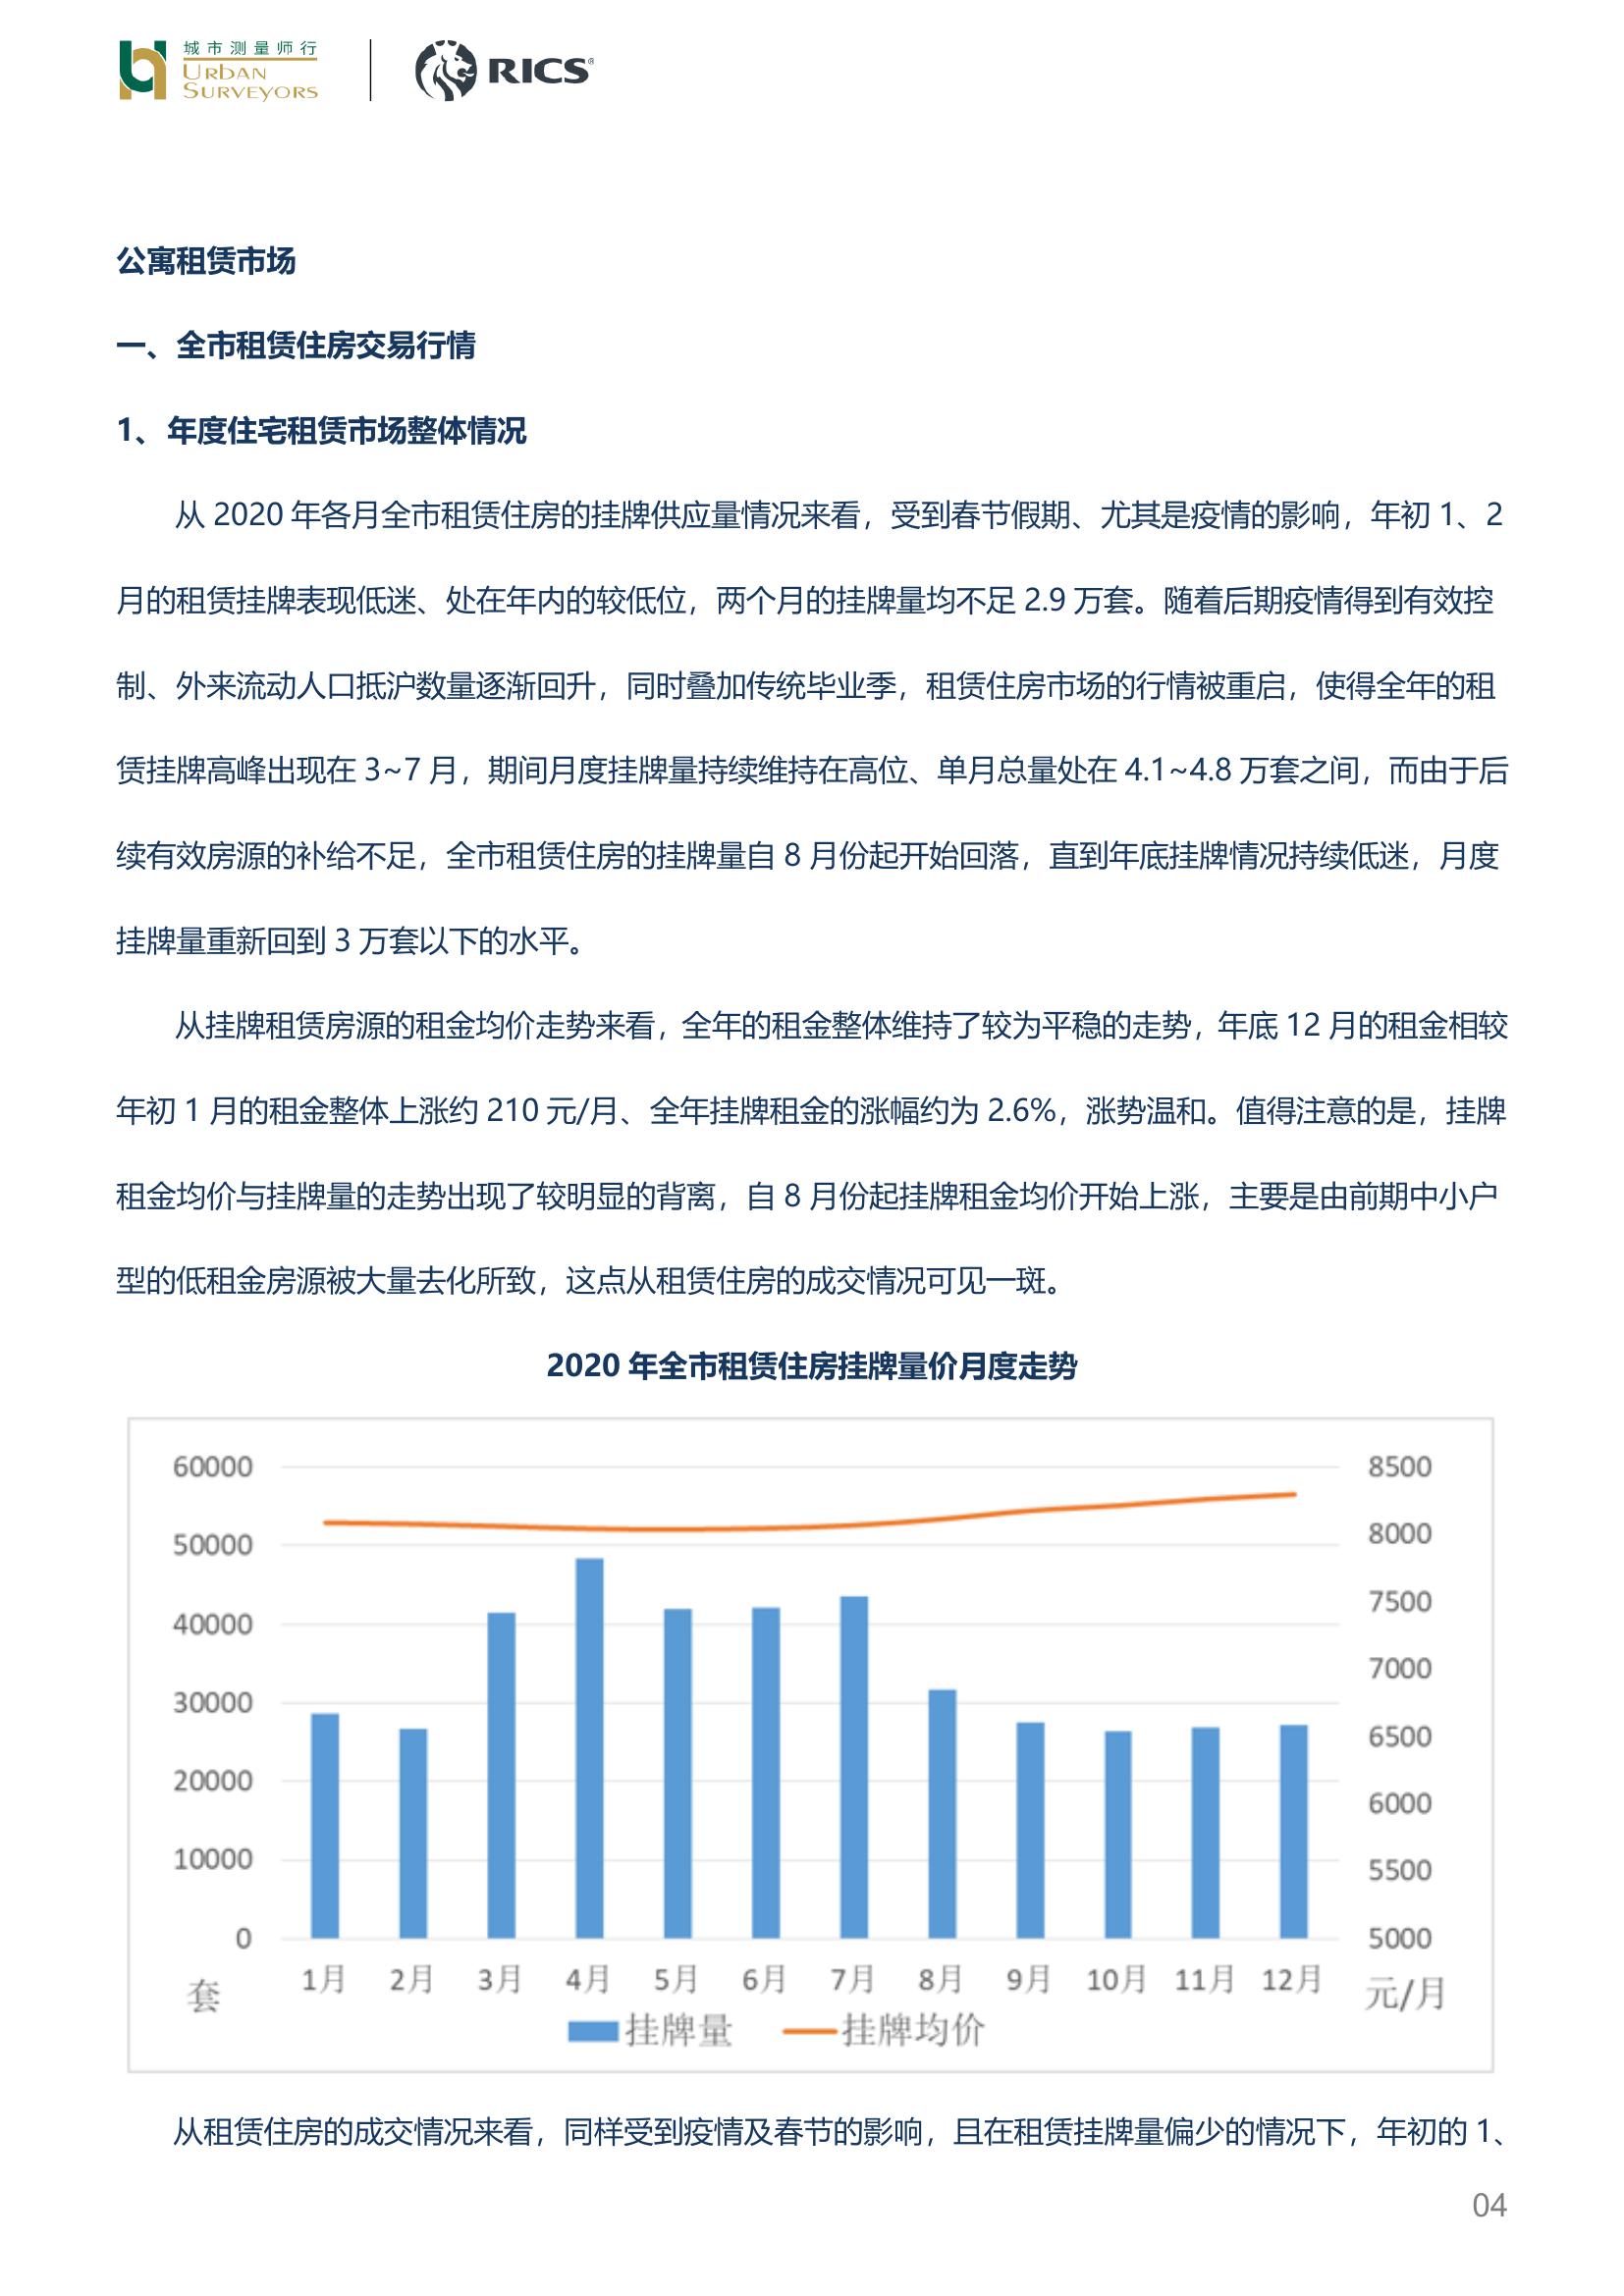 城市测量师行
URBAN
SURVEYORS
RICS®
公寓租赁市场
一、全市租赁住房交易行情
1、年度住宅租赁市场整体情况
从 2020 年各月全市租赁住房的挂牌供应量情况来看，受到春节假期、尤其是疫情的影响，年初 1、2
月的租赁挂牌表现低迷、处在年内的较低位，两个月的挂牌量均不足 2.9 万套。随着后期疫情得到有效控
制、外来流动人口抵沪数量逐渐回升，同时叠加传统毕业季，租赁住房市场的行情被重启，使得全年的租
赁挂牌高峰出现在 3~7 月，期间月度挂牌量持续维持在高位、单月总量处在 4.1~4.8 万套之间，而由于后
续有效房源的补给不足，全市租赁住房的挂牌量自 8 月份起开始回落，直到年底挂牌情况持续低迷，月度
挂牌量重新回到 3 万套以下的水平。
从挂牌租赁房源的租金均价走势来看，全年的租金整体维持了较为平稳的走势，年底 12 月的租金相较
年初 1 月的租金整体上涨约 210 元/月、全年挂牌租金的涨幅约为 2.6%，涨势温和。值得注意的是，挂牌
租金均价与挂牌量的走势出现了较明显的背离，自 8 月份起挂牌租金均价开始上涨，主要是由前期中小户
型的低租金房源被大量去化所致，这点从租赁住房的成交情况可见一斑。
2020 年全市租赁住房挂牌量价月度走势
60000
50000
40000
30000
20000
10000
0
套
8500
8000
7500
7000
6500
6000
5500
5000
元/月
1月 2月 3月 4月 5月 6月 7月 8月 9月 10月 11月 12月
挂牌量 挂牌均价
从租赁住房的成交情况来看，同样受到疫情及春节的影响，且在租赁挂牌量偏少的情况下，年初的 1、
04